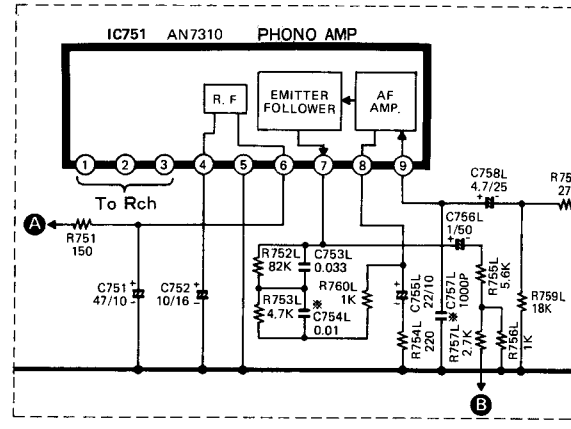 IC751 AN7310 PHONO AMP
R.F
EMITTER FOLLOWER
AF AMP.
1 2 3 4 5 6 7 8 9
To Rch
A
R751
150
C751
47/10
C752
10/16
R752L
82K
C753L
0.033
R753L
4.7K
※
C754L
0.01
R760L
1K
C755L
22/10
R754L
220
C757L
1000P
※
C756L
1/50
C758L
4.7/25
R755L
5.6K
R757L
2.7K
R756L
1K
R759L
18K
R75
27
B